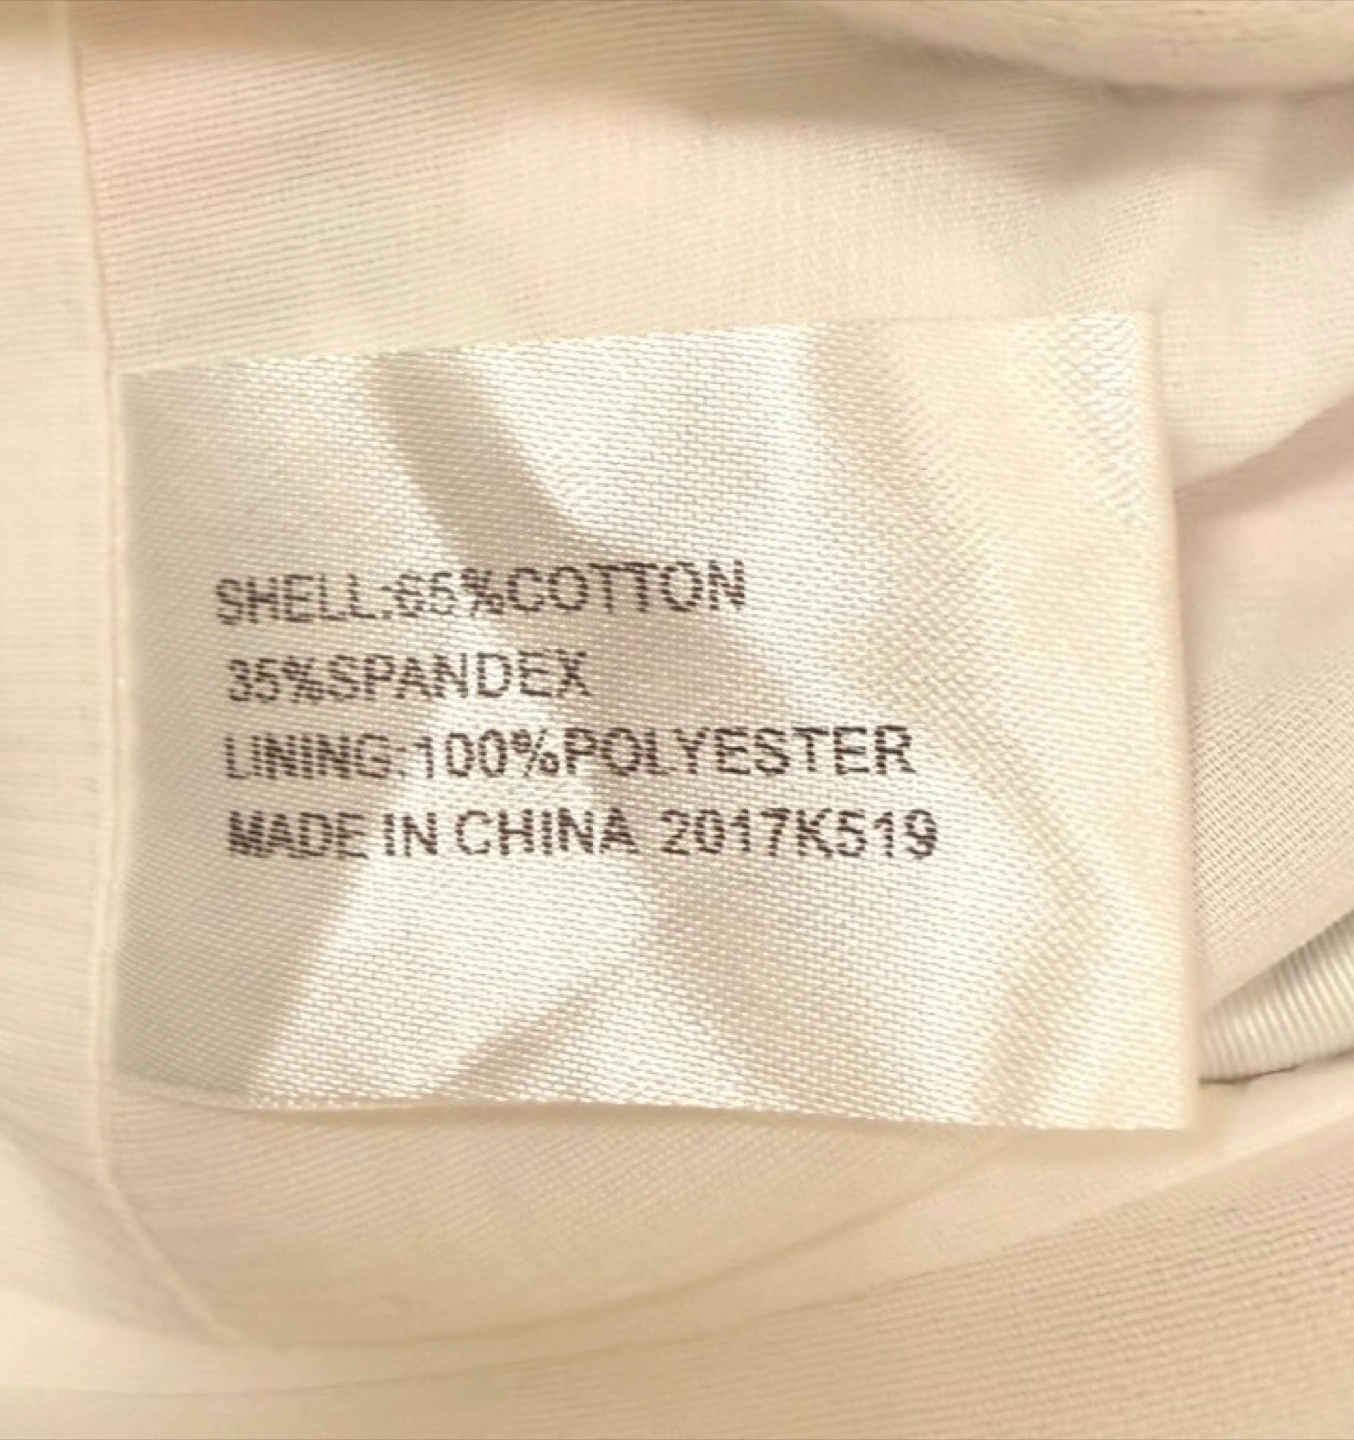 SHELL:65%COTTON
35%SPANDEX
LINING:100%POLYESTER
MADE IN CHINA 2017K519